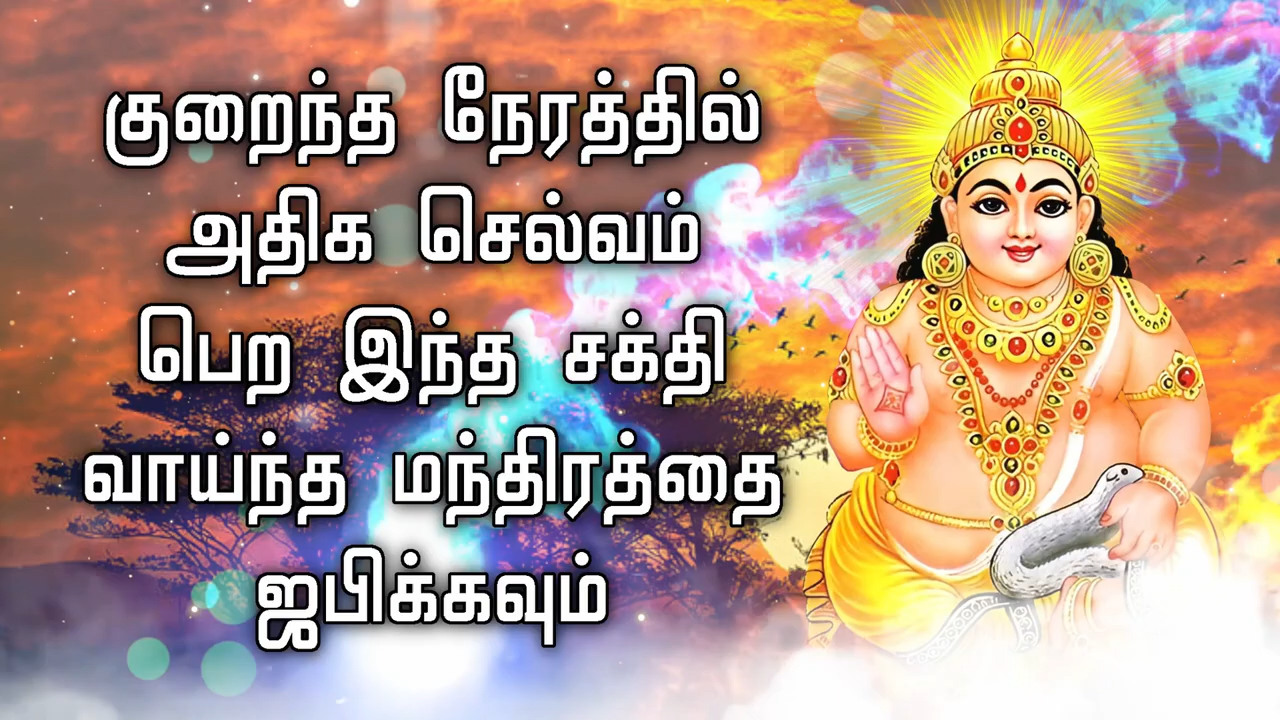 குறைந்த நேரத்தில்
அதிக செல்வம்
பெற இந்த சக்தி
வாய்ந்த மந்திரத்தை
ஜபிக்கவும்